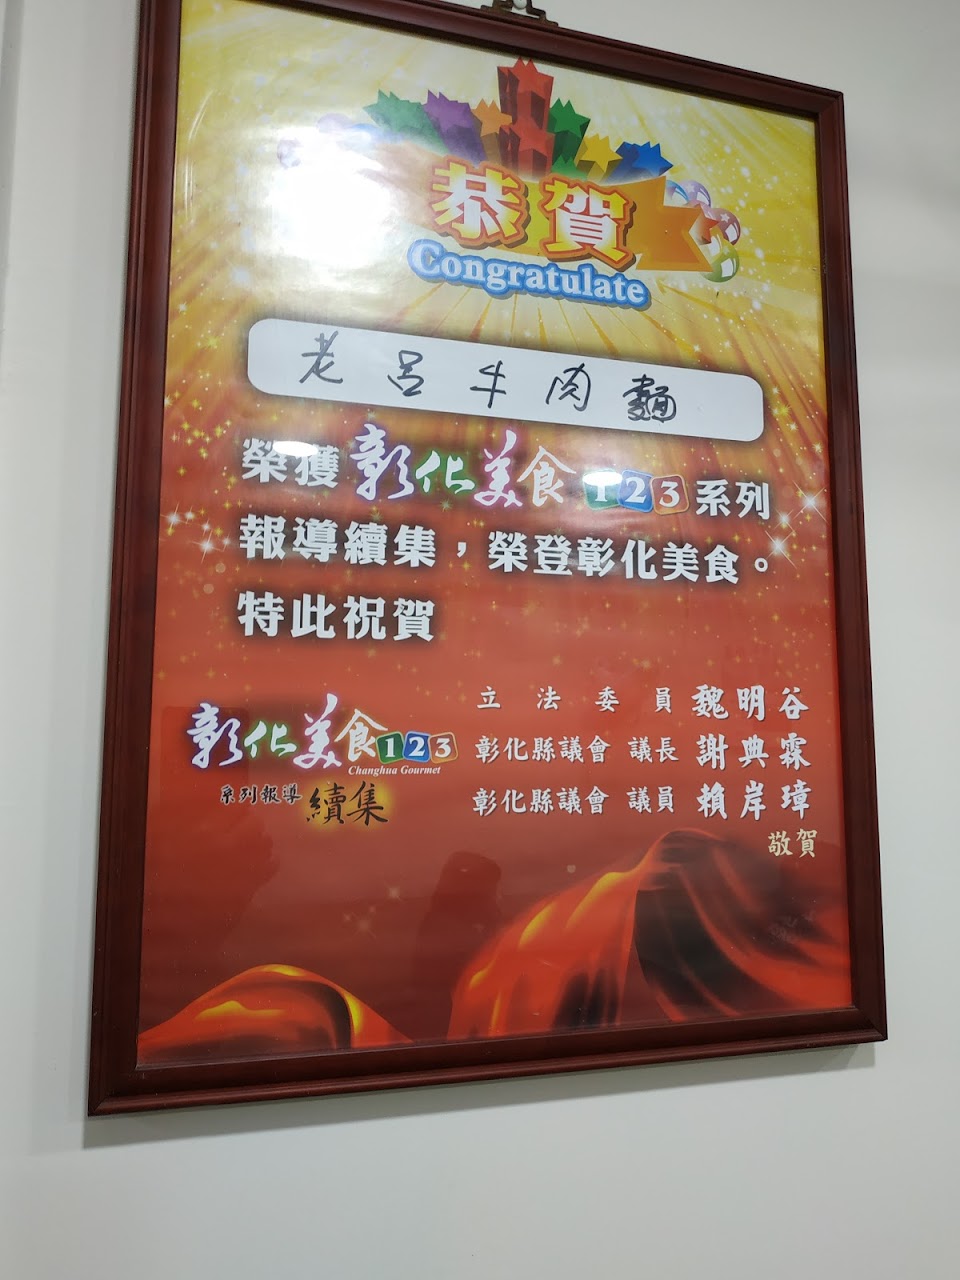 恭賀
Congratulate
老呂牛肉麵
榮獲彰化美食123系列
報導續集，榮登彰化美食。
特此祝賀
彰化美食123
Changhua Gourmet
系列報導 續集
立法委員 魏明谷
彰化縣議會 議長 謝典霖
彰化縣議會 議員 賴岸璋
敬賀